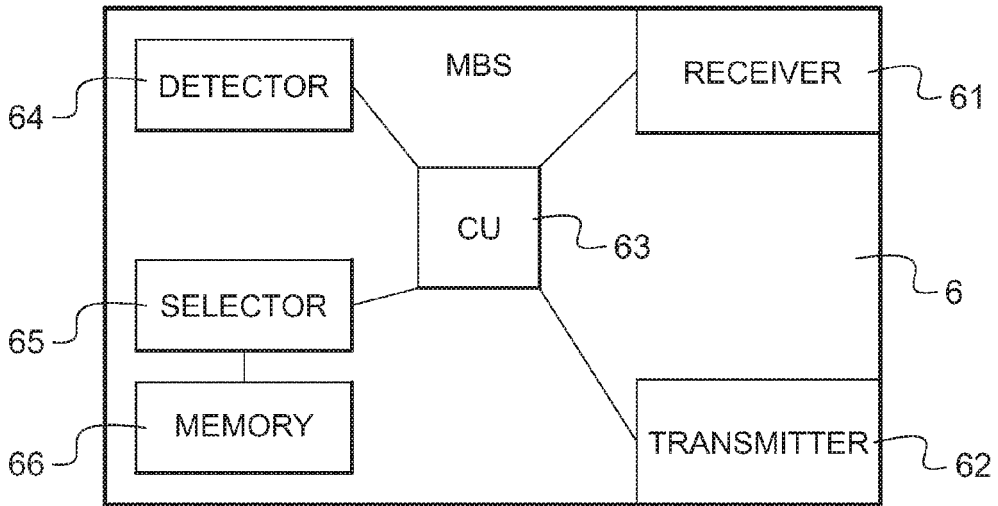 DETECTOR
MBS
RECEIVER
64
61
CU
63
SELECTOR
6
65
MEMORY
TRANSMITTER
66
62